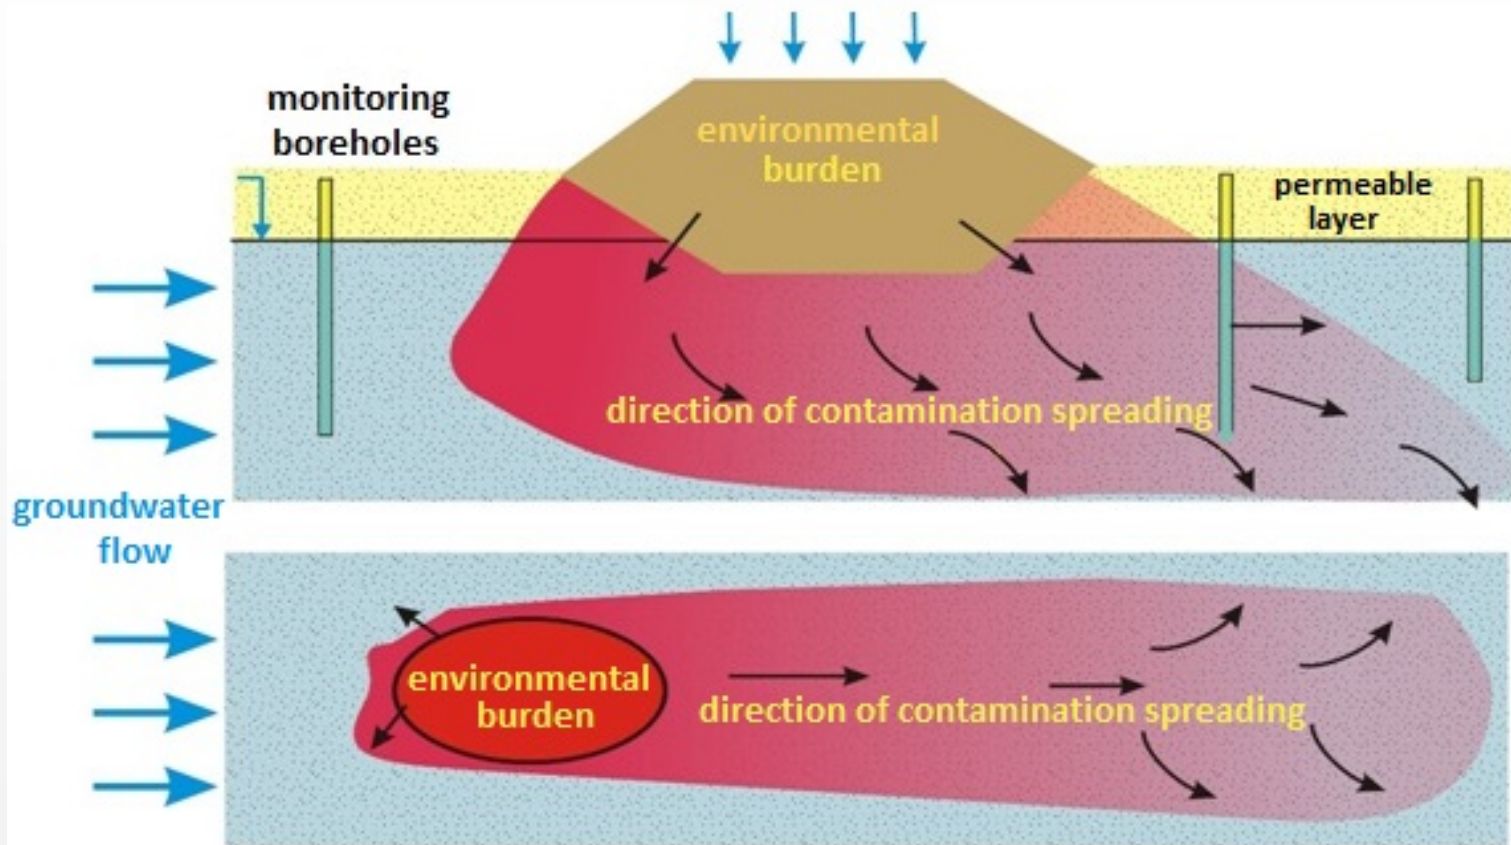 monitoring
boreholes
environmental
burden
permeable
layer
direction of contamination spreading
groundwater
flow
environmental
burden
direction of contamination spreading